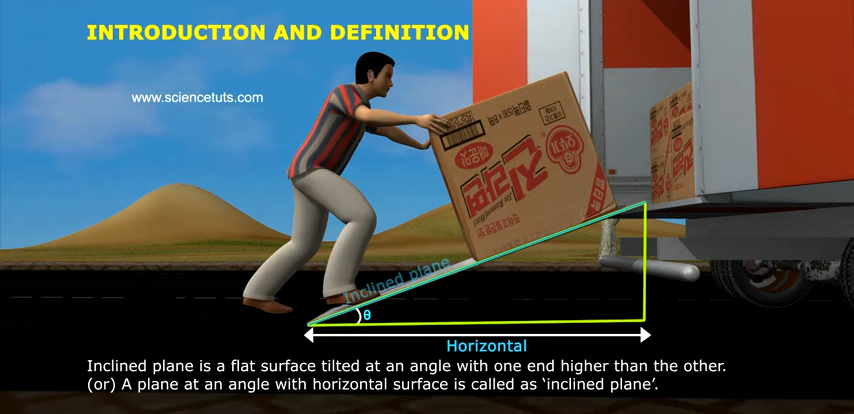 INTRODUCTION AND DEFINITION
www.sciencetuts.com
Inclined plane
θ
Horizontal
Inclined plane is a flat surface tilted at an angle with one end higher than the other.
(or) A plane at an angle with horizontal surface is called as ‘inclined plane’.